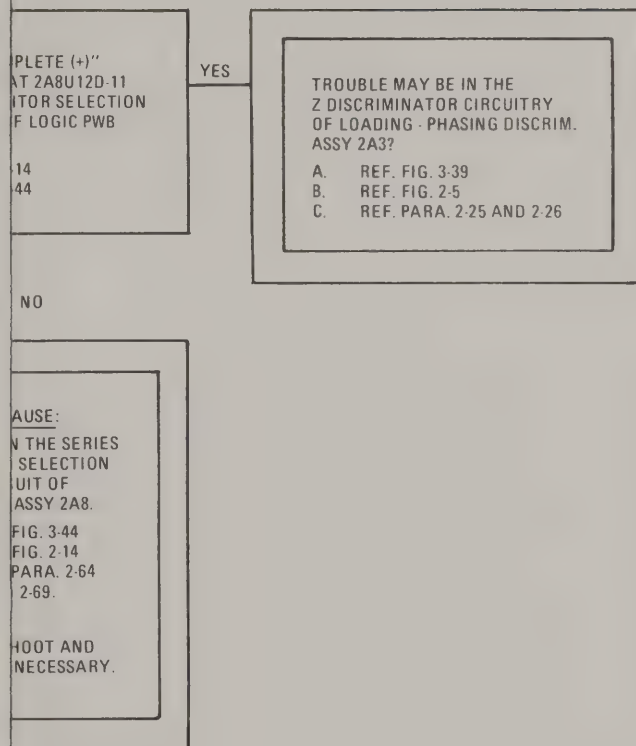 PLETE (+)"
AT 2A8U12D-11
ITOR SELECTION
F LOGIC PWB
14
44
YES
TROUBLE MAY BE IN THE
Z DISCRIMINATOR CIRCUITRY
OF LOADING - PHASING DISCRIM.
ASSY 2A3?
A. REF. FIG. 3-39
B. REF. FIG. 2-5
C. REF. PARA. 2-25 AND 2-26
NO
AUSE:
N THE SERIES
SELECTION
UIT OF
ASSY 2A8.
FIG. 3-44
FIG. 2-14
PARA. 2-64
2-69.
HOOT AND
NECESSARY.